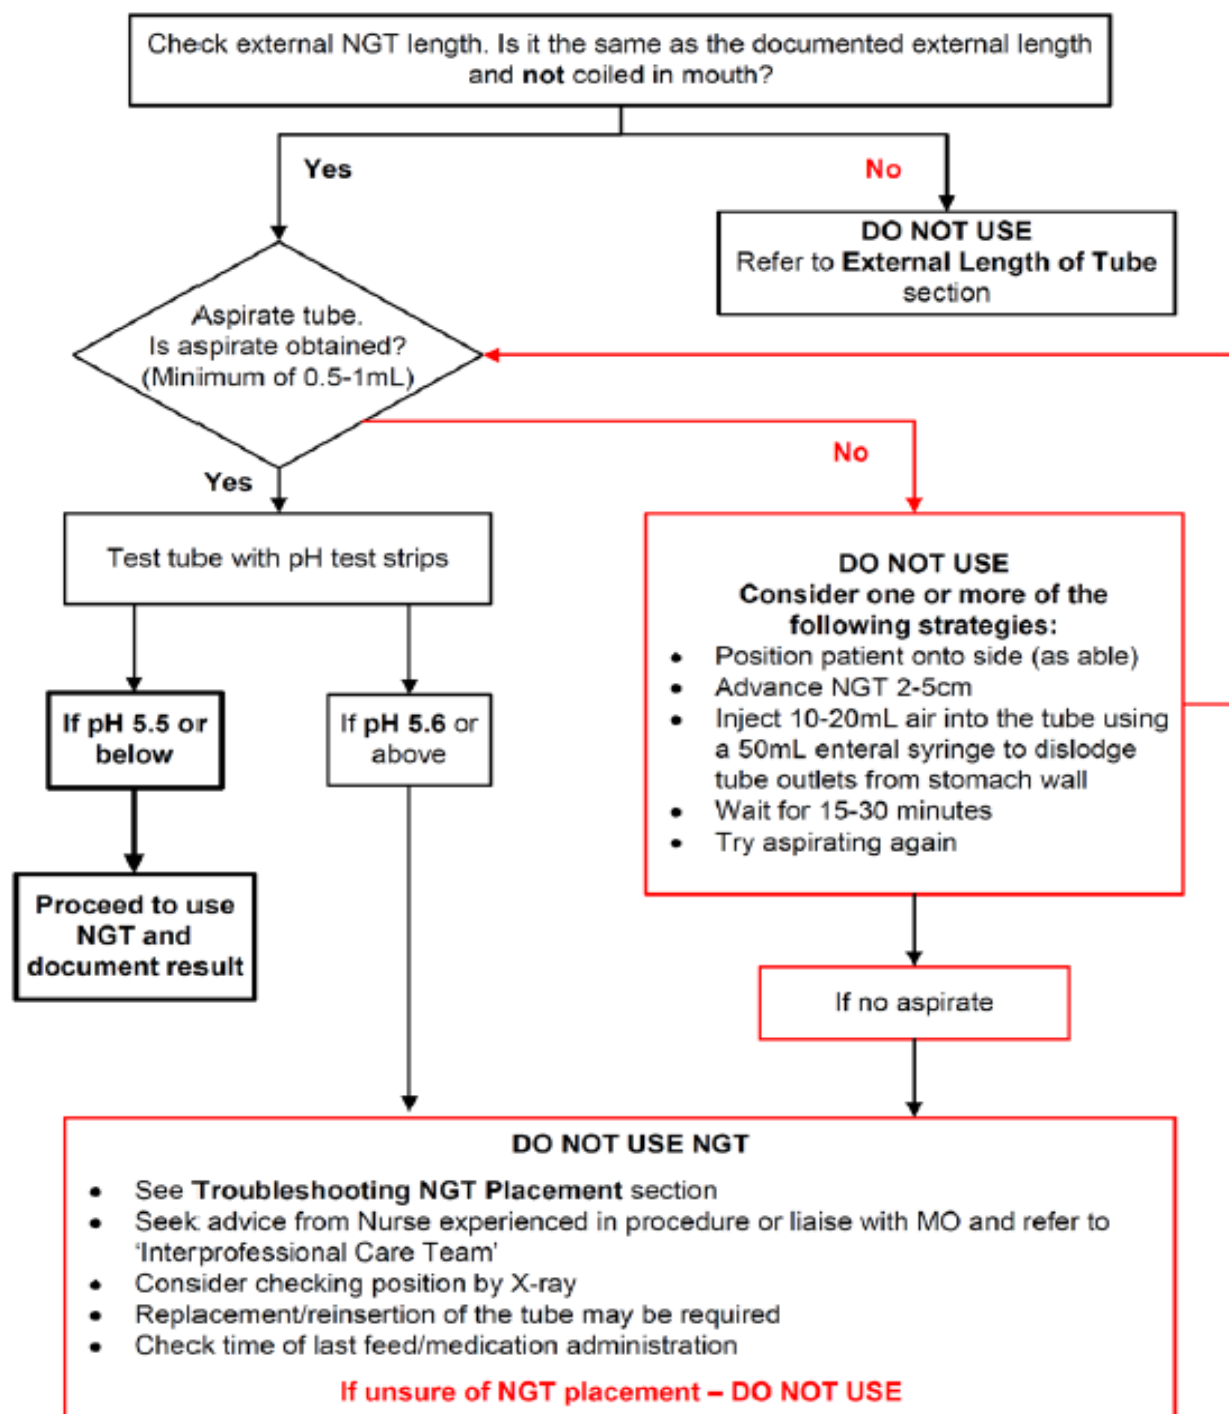 Check external NGT length. Is it the same as the documented external length
and not coiled in mouth?
Yes
No
DO NOT USE
Refer to External Length of Tube
section
Aspirate tube.
Is aspirate obtained?
(Minimum of 0.5-1mL)
No
Yes
Test tube with pH test strips
DO NOT USE
Consider one or more of the
following strategies:
• Position patient onto side (as able)
• Advance NGT 2-5cm
• Inject 10-20mL air into the tube using
a 50mL enteral syringe to dislodge
tube outlets from stomach wall
• Wait for 15-30 minutes
• Try aspirating again
If pH 5.5 or
below
If pH 5.6 or
above
Proceed to use
NGT and
document result
If no aspirate
DO NOT USE NGT
• See 'Troubleshooting NGT Placement section
• Seek advice from Nurse experienced in procedure or liaise with MO and refer to
'Interprofessional Care Team'
• Consider checking position by X-ray
• Replacement/reinsertion of the tube may be required
• Check time of last feed/medication administration
If unsure of NGT placement – DO NOT USE